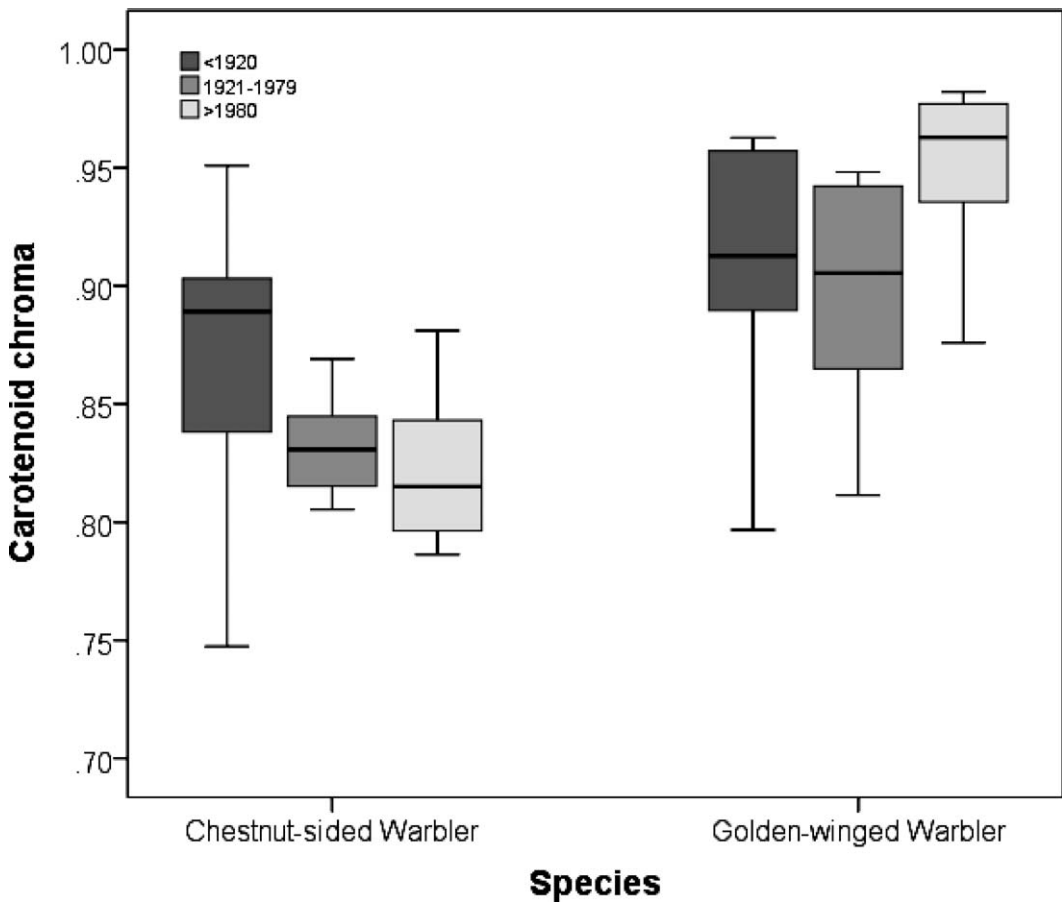 1.00
.95
.90
.85
.80
.75
.70
Carotenoid chroma
<1920
1921-1979
>1980
Chestnut-sided Warbler
Golden-winged Warbler
Species